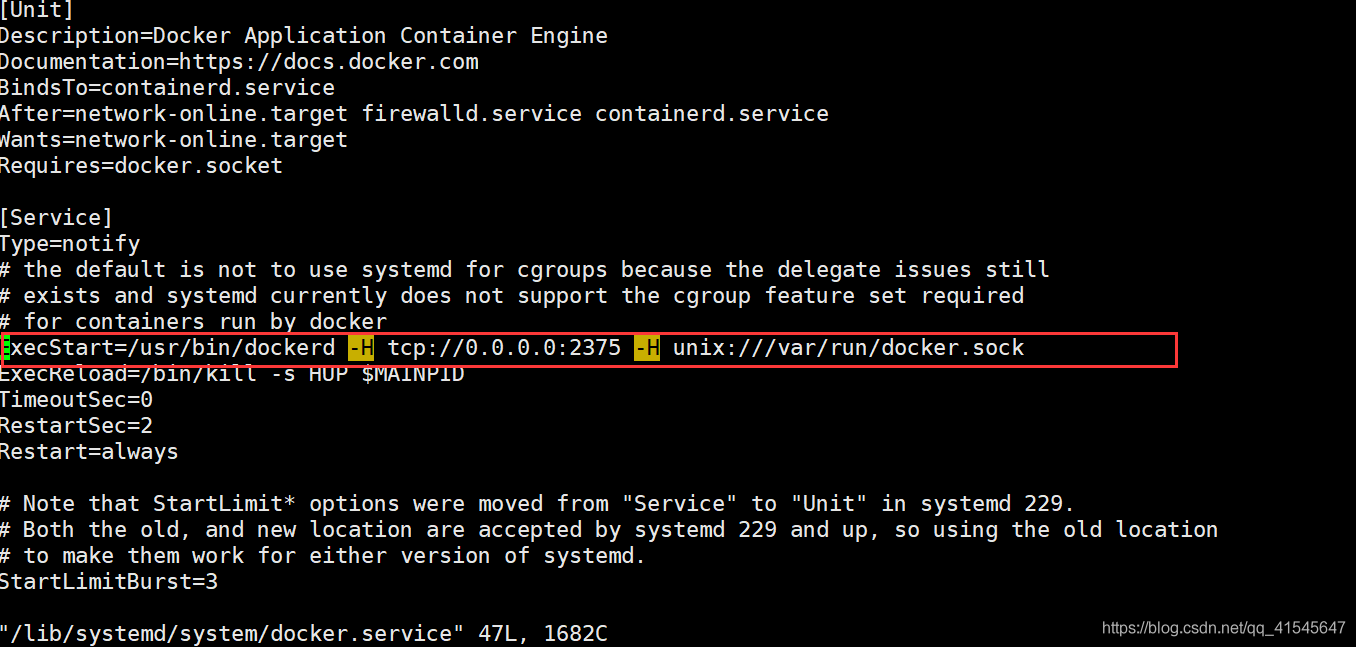 [Unit]
Description=Docker Application Container Engine
Documentation=https://docs.docker.com
BindsTo=containerd.service
After=network-online.target firewalld.service containerd.service
Wants=network-online.target
Requires=docker.socket
[Service]
Type=notify
# the default is not to use systemd for cgroups because the delegate issues still
# exists and systemd currently does not support the cgroup feature set required
# for containers run by docker
ExecStart=/usr/bin/dockerd -H tcp://0.0.0.0:2375 -H unix:///var/run/docker.sock
ExecReload=/bin/kill -s HUP $MAINPID
TimeoutSec=0
RestartSec=2
Restart=always
# Note that StartLimit* options were moved from "Service" to "Unit" in systemd 229.
# Both the old, and new location are accepted by systemd 229 and up, so using the old location
# to make them work for either version of systemd.
StartLimitBurst=3
"/lib/systemd/system/docker.service" 47L, 1682C
https://blog.csdn.net/qq_41545647